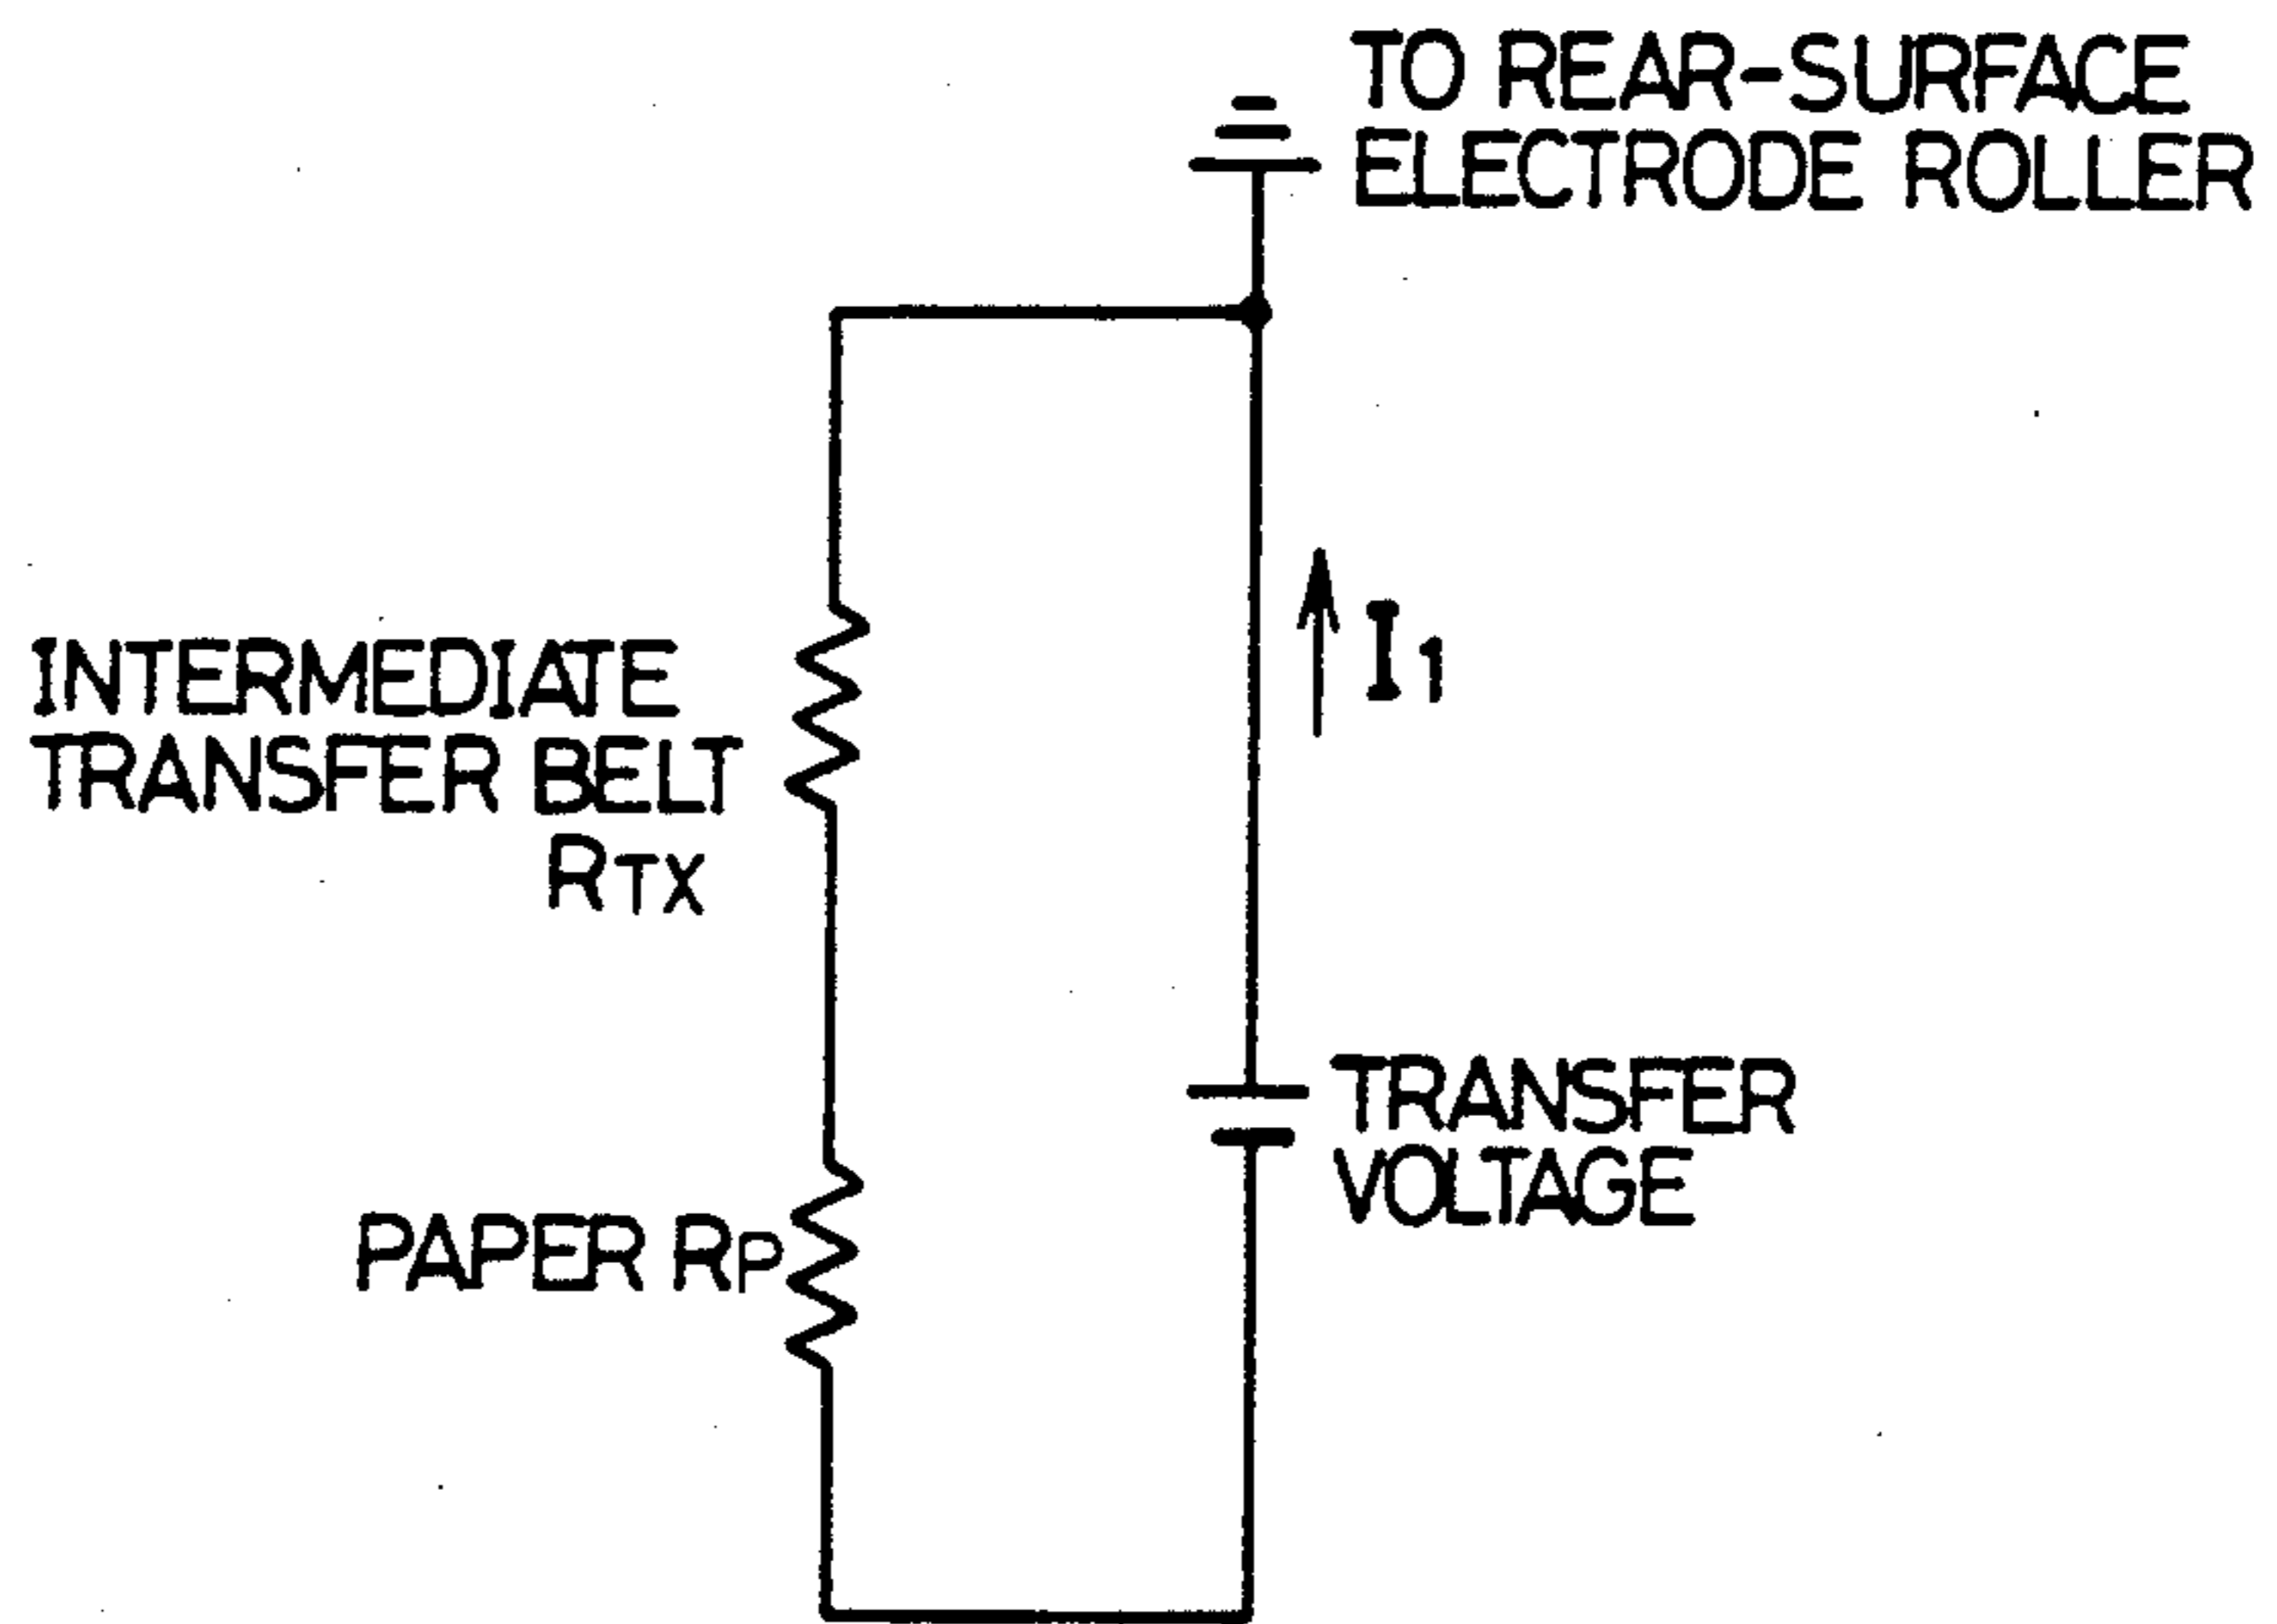 TO REAR-SURFACE
ELECTRODE ROLLER
I1
INTERMEDIATE
TRANSFER BELT
RTX
TRANSFER
VOLTAGE
PAPER RP